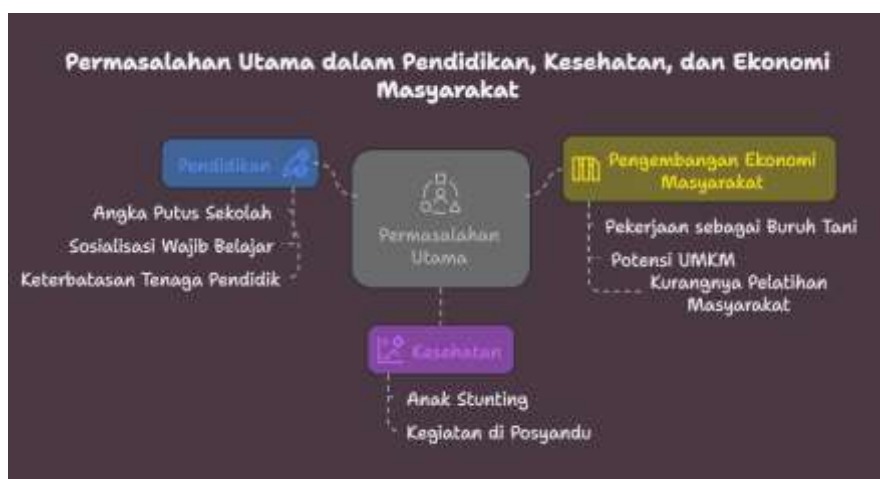 Permasalahan Utama dalam Pendidikan, Kesehatan, dan Ekonomi
Masyarakat
Pendidikan
Angka Putus Sekolah
Sosialisasi Wajib Belajar
Keterbatasan Tenaga Pendidik
Permasalahan
Utama
Pengembangan Ekonomi
Masyarakat
Pekerjaan sebagai Buruh Tani
Potensi UMKM
Kurangnya Pelatihan
Masyarakat
Kesehatan
Anak Stunting
Kegiatan di Posyandu